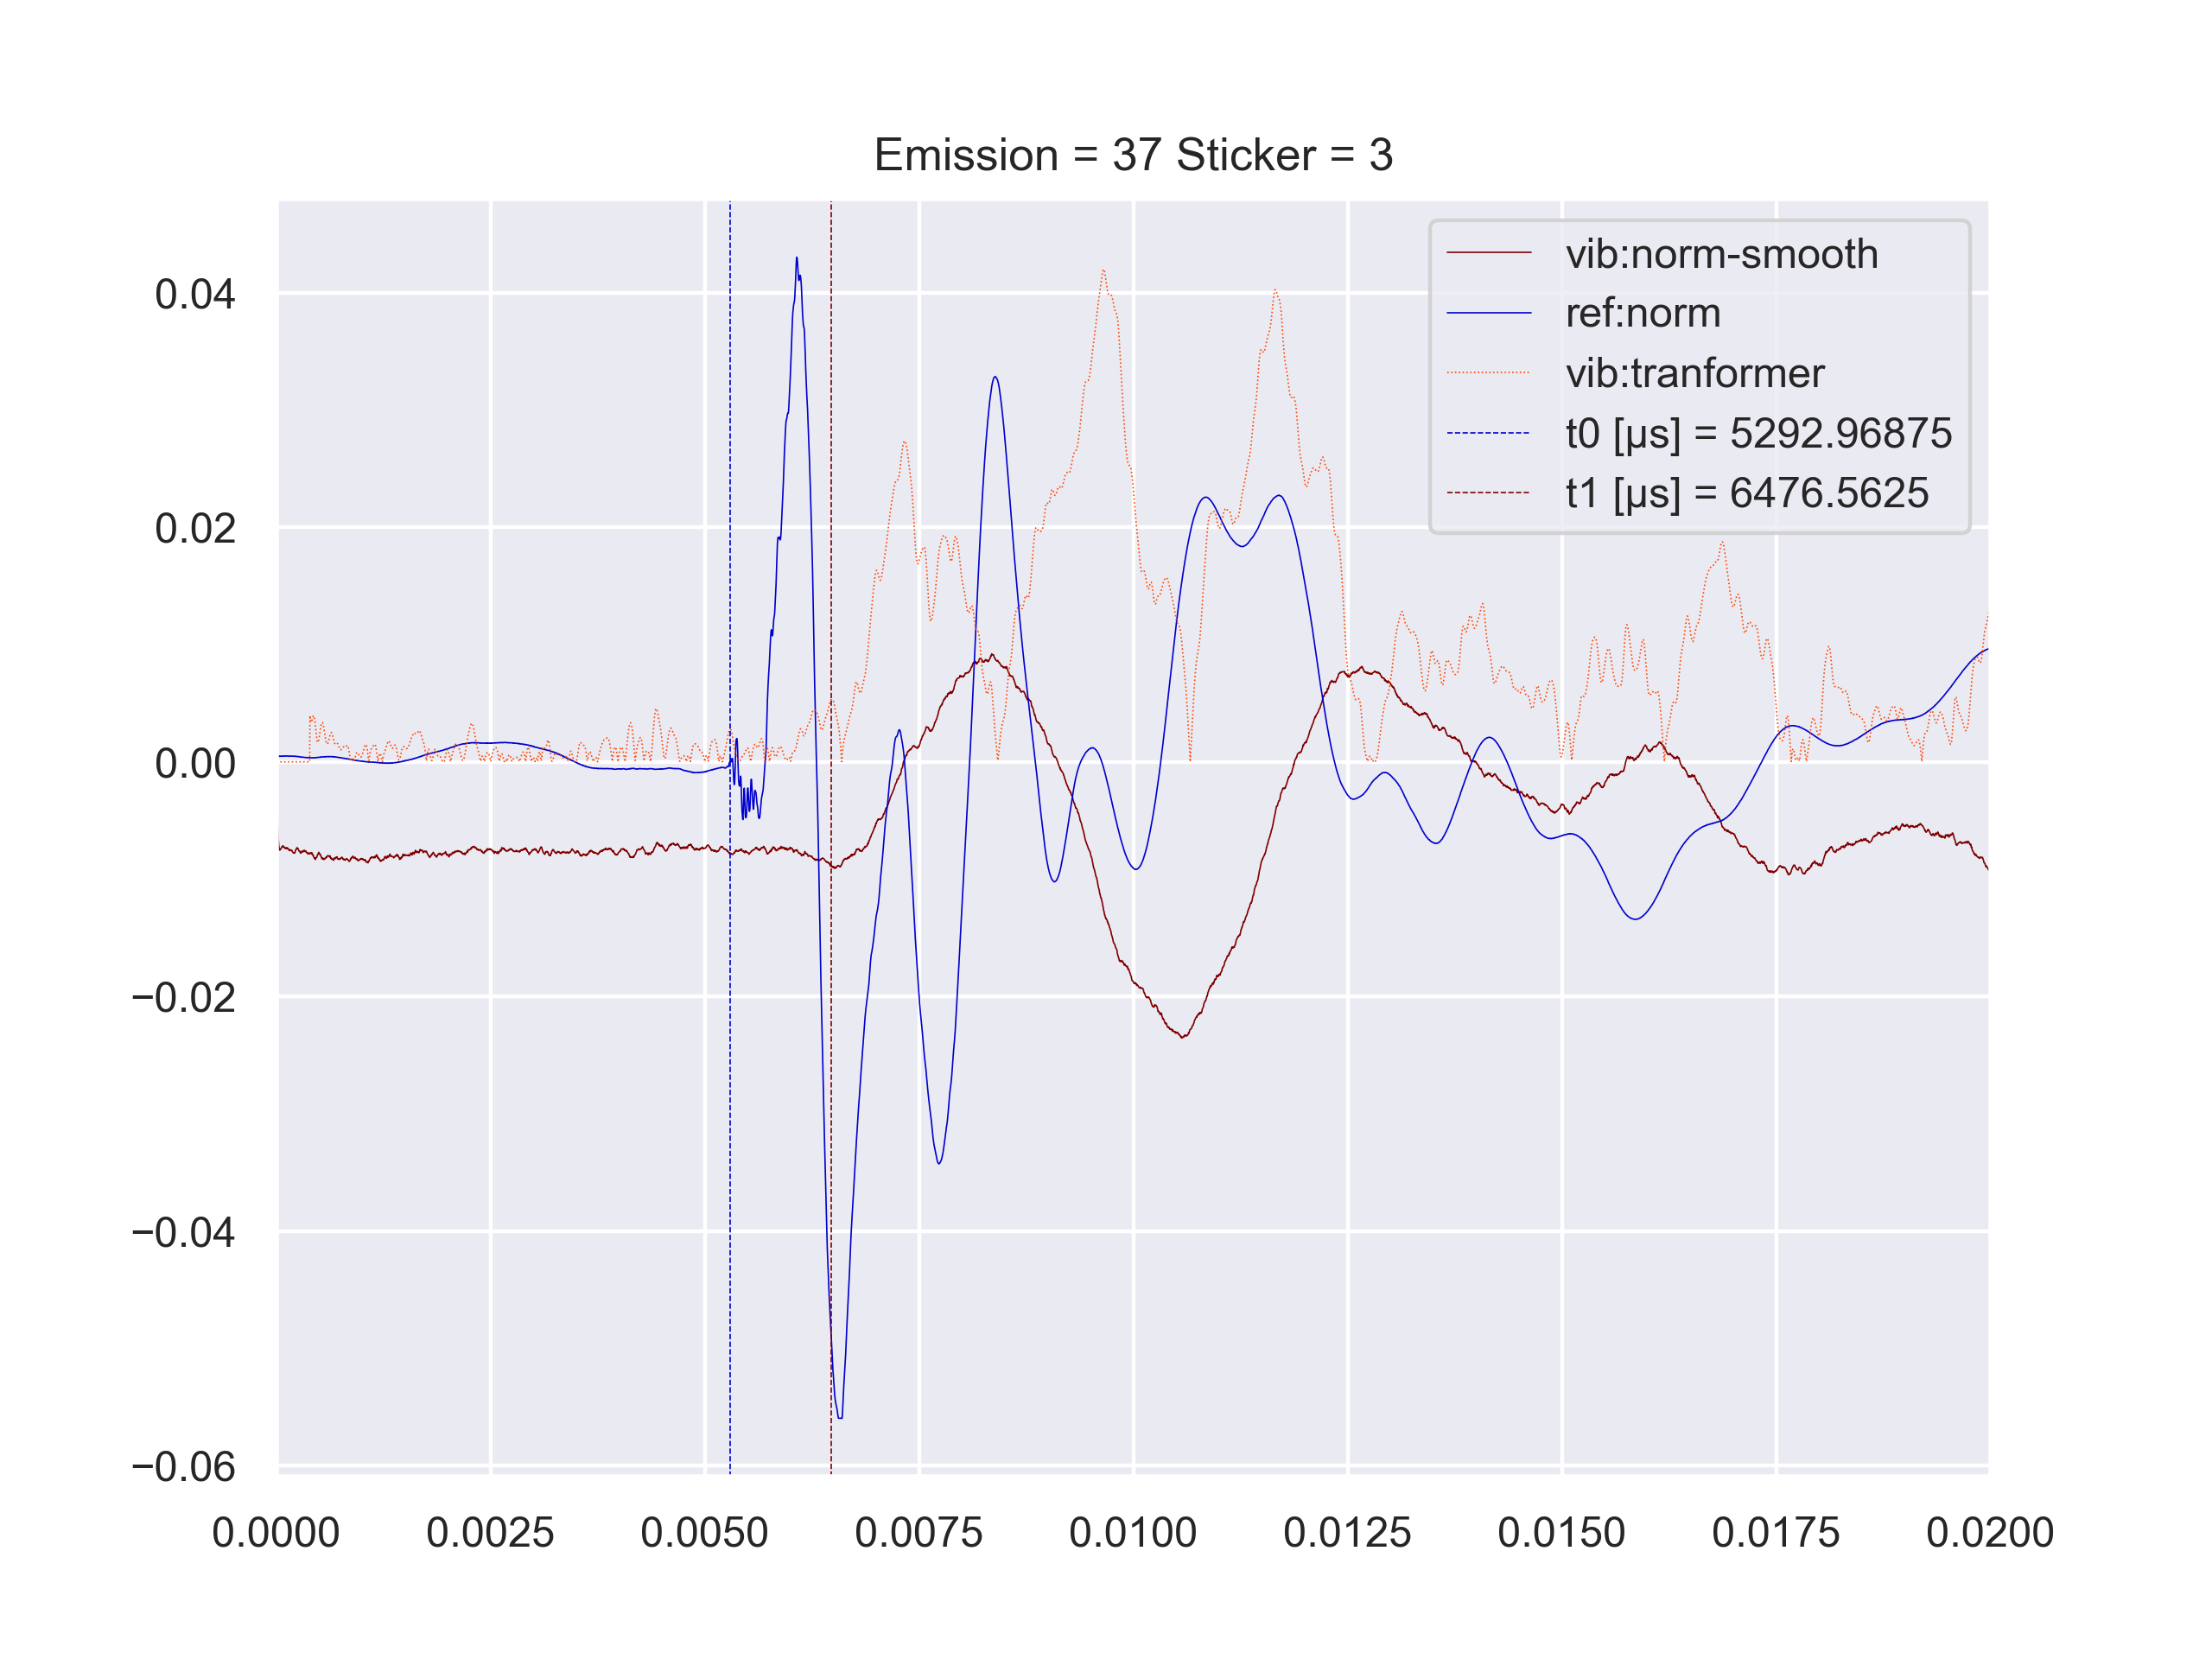 Emission = 37 Sticker = 3
vib:norm-smooth
ref:norm
vib:tranformer
t0 [µs] = 5292.96875
t1 [µs] = 6476.5625
0.04
0.02
0.00
−0.02
−0.04
−0.06
0.0000 0.0025 0.0050 0.0075 0.0100 0.0125 0.0150 0.0175 0.0200